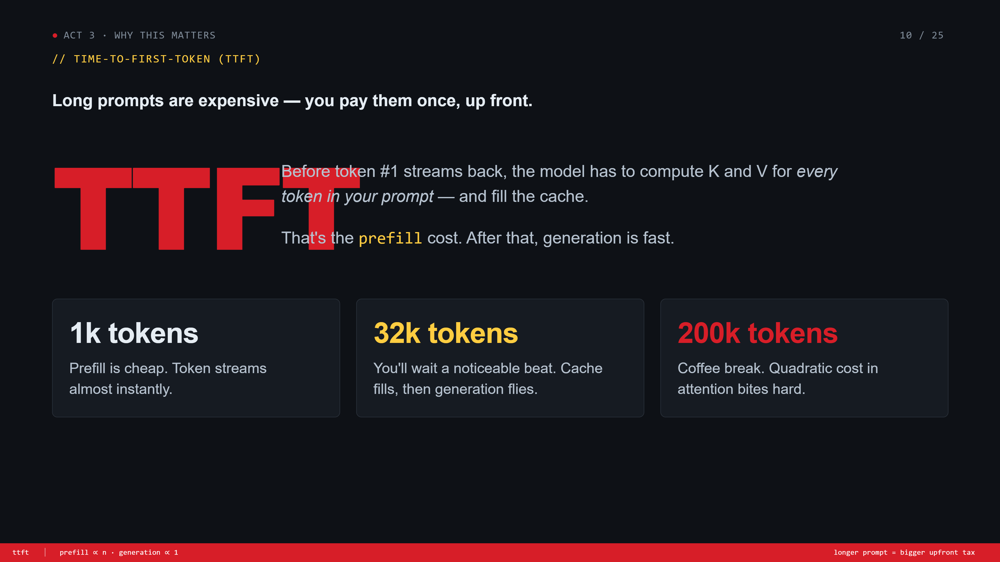 ACT 3 · WHY THIS MATTERS
10 / 25
// TIME-TO-FIRST-TOKEN (TTFT)
Long prompts are expensive — you pay them once, up front.
TTFT
Before token #1 streams back, the model has to compute K and V for every
token in your prompt — and fill the cache.
That's the prefill cost. After that, generation is fast.
1k tokens
Prefill is cheap. Token streams
almost instantly.
32k tokens
You'll wait a noticeable beat. Cache
fills, then generation flies.
200k tokens
Coffee break. Quadratic cost in
attention bites hard.
ttft
prefill ∝ n · generation ∝ 1
longer prompt = bigger upfront tax